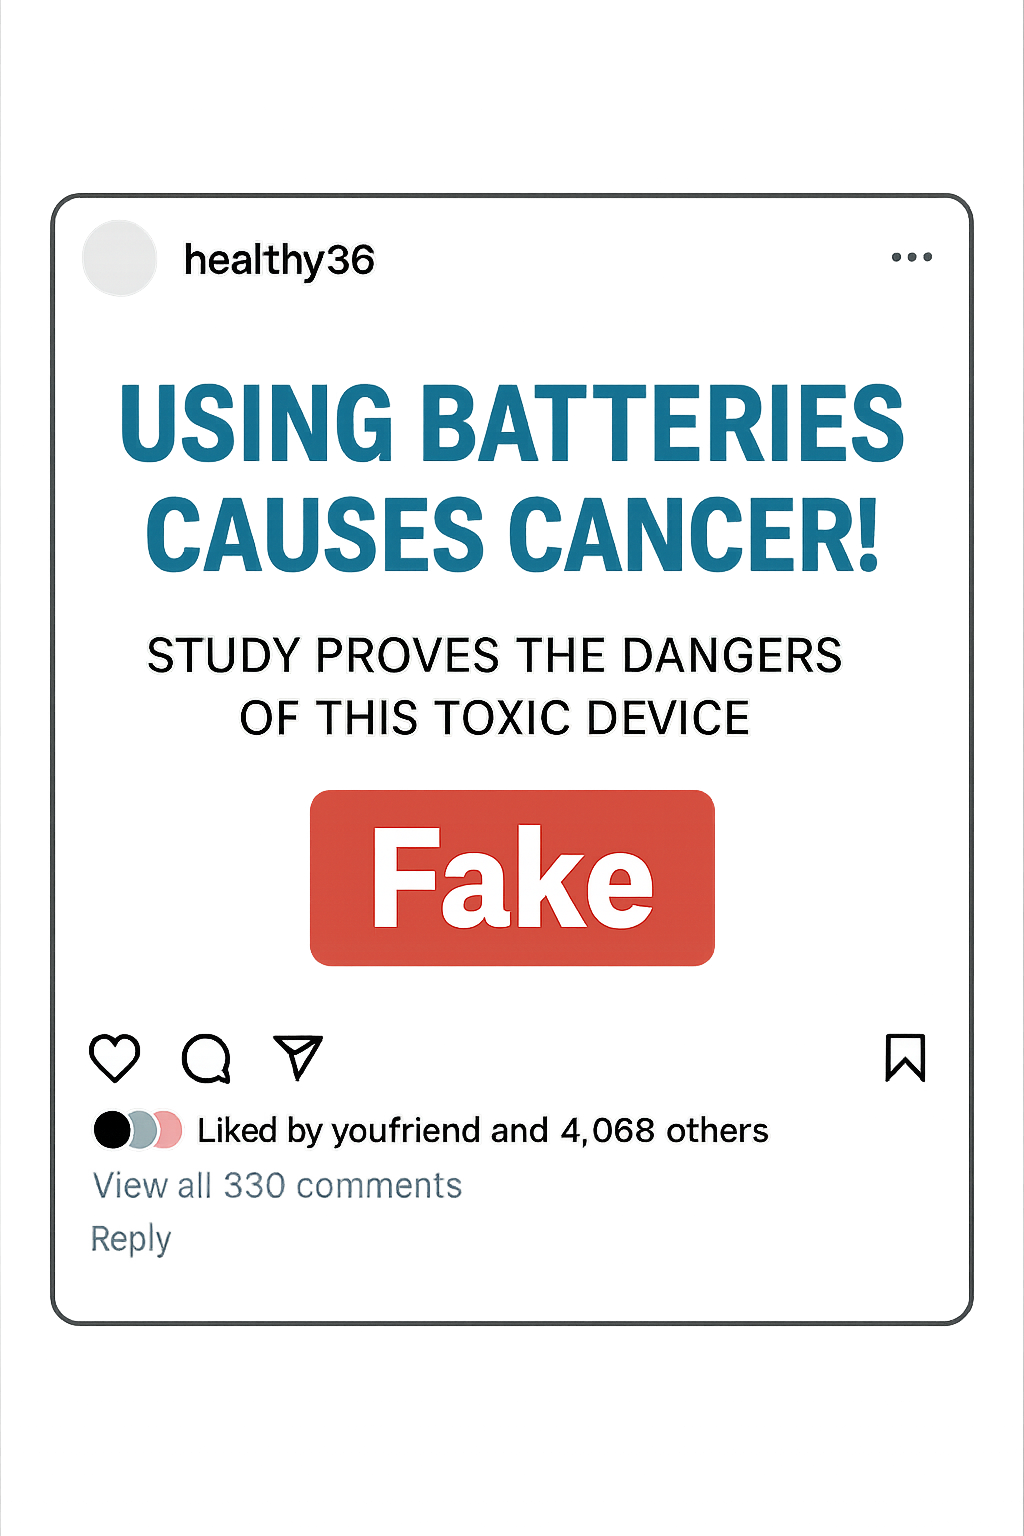 healthy36
USING BATTERIES
CAUSES CANCER!
STUDY PROVES THE DANGERS
OF THIS TOXIC DEVICE
Fake
Liked by youfriend and 4,068 others
View all 330 comments
Reply